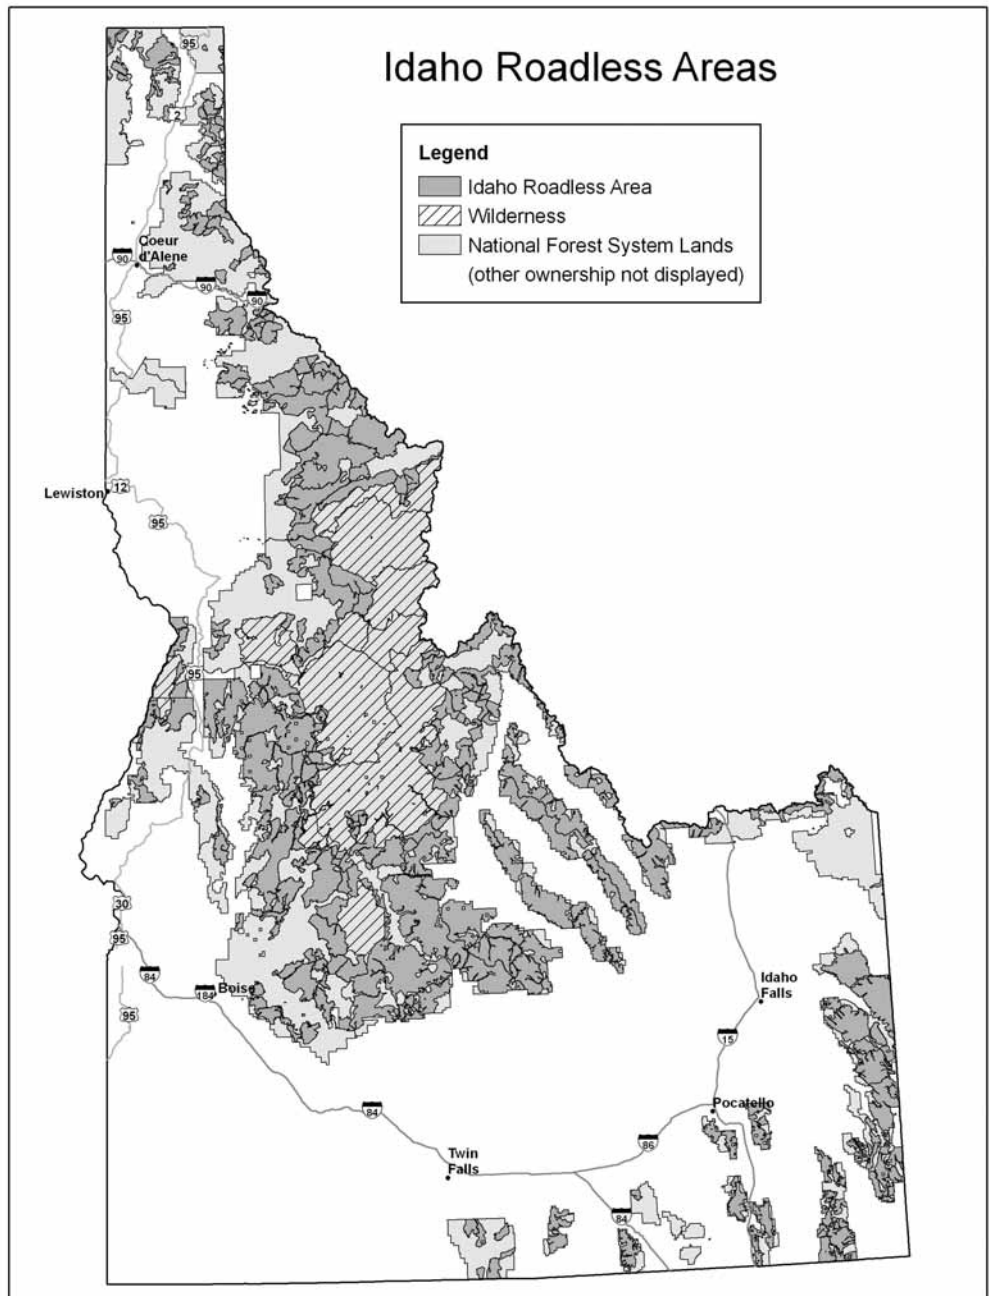 Idaho Roadless Areas
Legend
Idaho Roadless Area
Wilderness
National Forest System Lands
(other ownership not displayed)
95
2
Coeur
d'Alene
90
90
90
95
Lewiston
12
95
95
30
95
84
184
Boise
95
Idaho
Falls
15
84
Pocatello
86
Twin
Falls
84